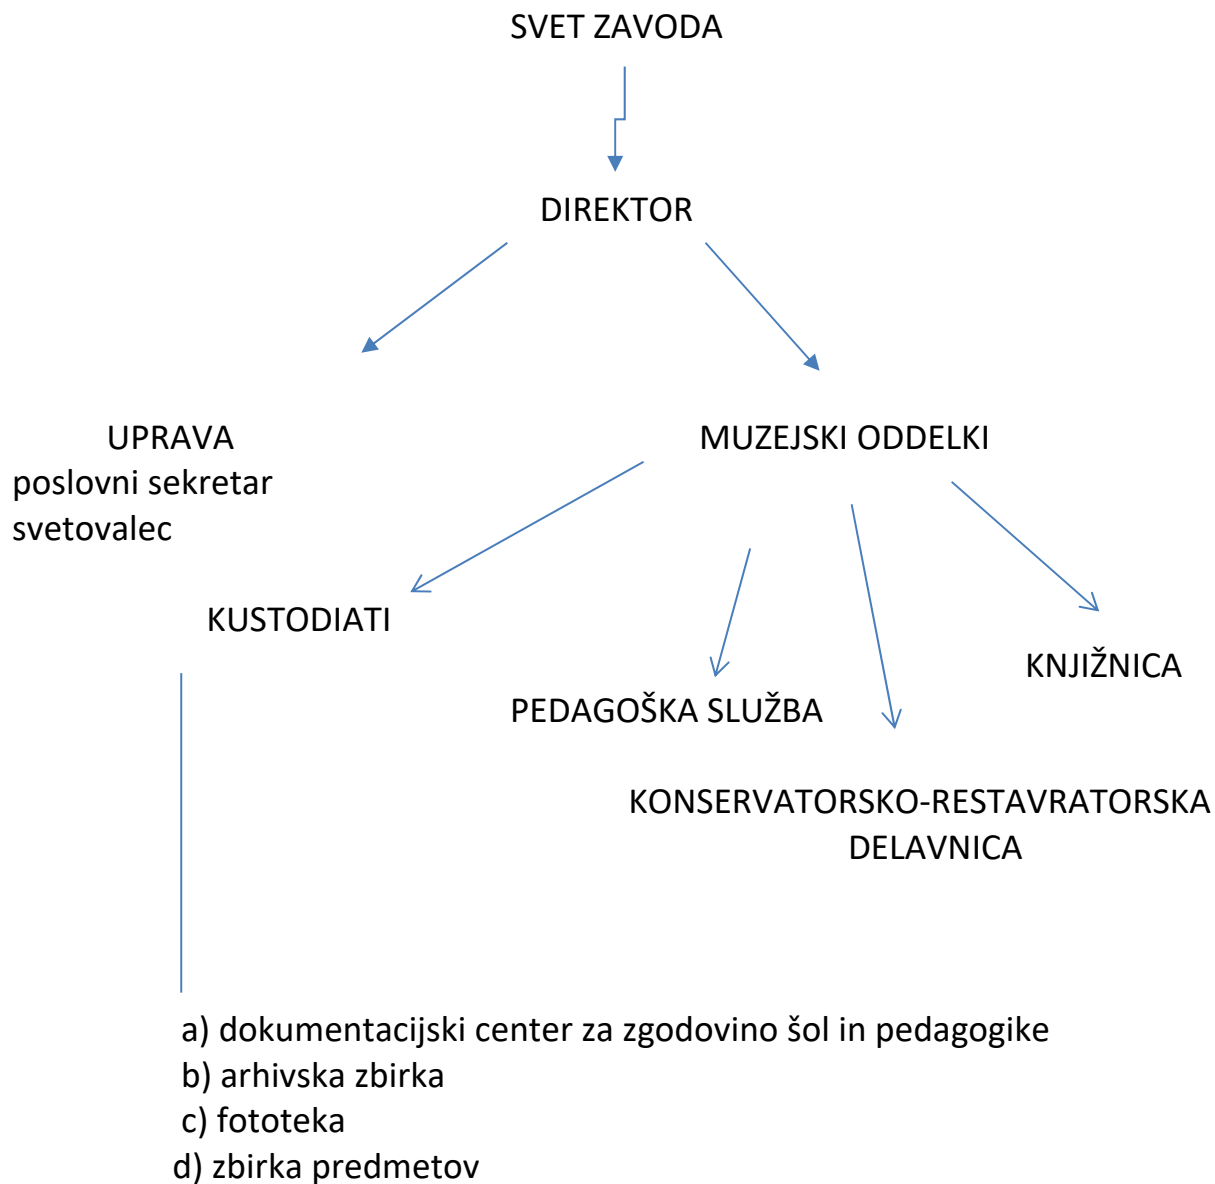 SVET ZAVODA
DIREKTOR
UPRAVA
poslovni sekretar
svetovalec
MUZEJSKI ODDELKI
KUSTODIATI
PEDAGOŠKA SLUŽBA
KNJIŽNICA
KONSERVATORSKO-RESTAVRATORSKA
DELAVNICA
a) dokumentacijski center za zgodovino šol in pedagogike
b) arhivska zbirka
c) fototeka
d) zbirka predmetov